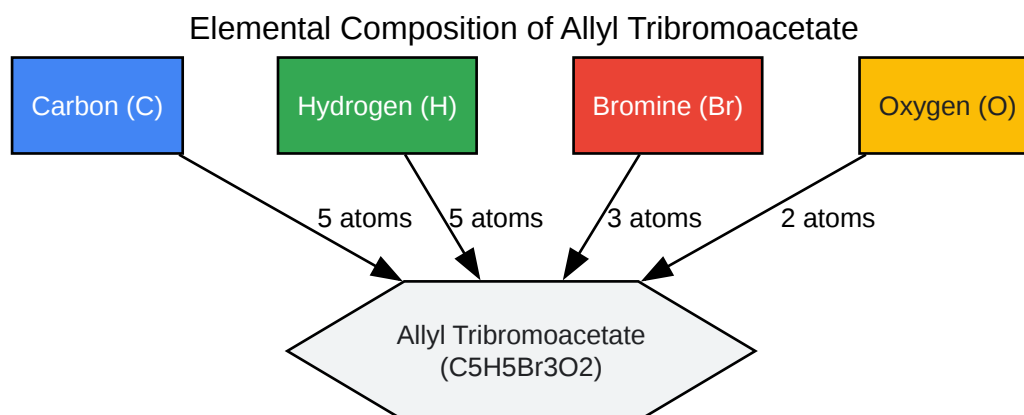 Elemental Composition of Allyl Tribromoacetate
Carbon (C)
Hydrogen (H)
Bromine (Br)
Oxygen (O)
5 atoms
5 atoms
3 atoms
2 atoms
Allyl Tribromoacetate
(C5H5Br3O2)